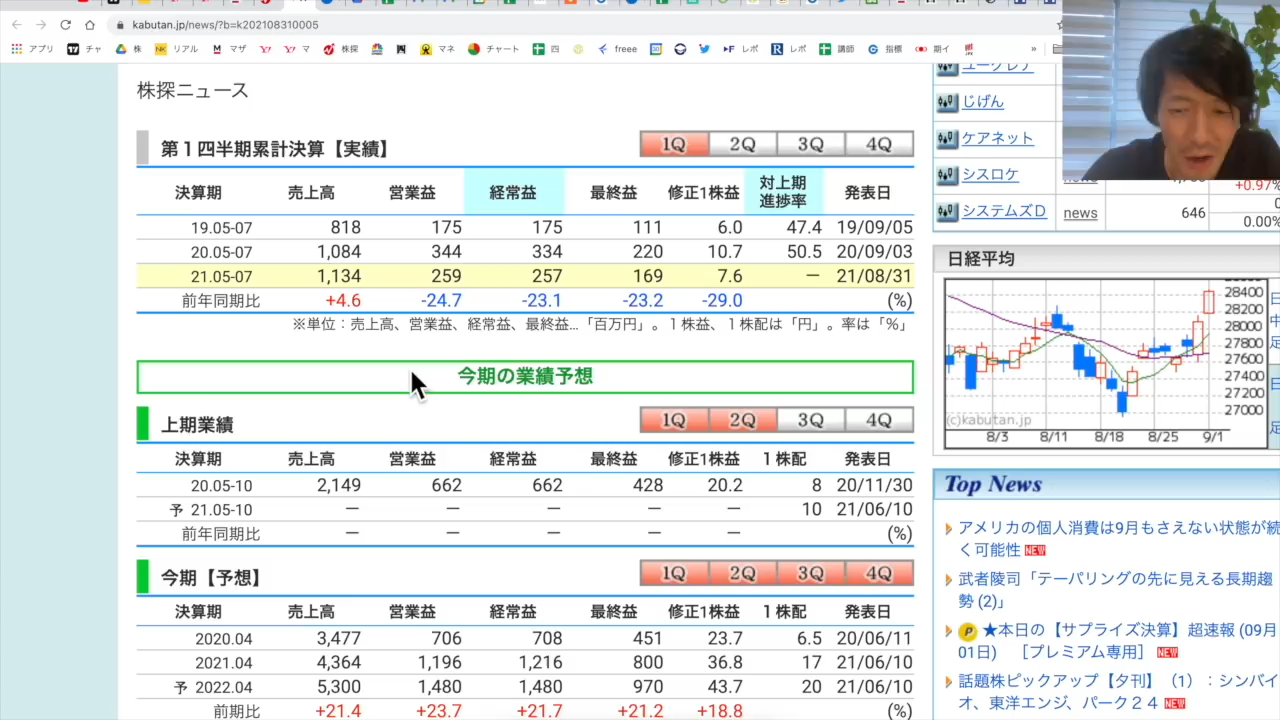 kabutan.jp/news/?b=k202108310005
アプリ チャ 株 リアル マザ マ 株探 マネ チャート 四 freee レポ レポ 講師 指標 期イ »
株探ニュース
第１四半期累計決算【実績】 1Q 2Q 3Q 4Q
決算期 売上高 営業益 経常益 最終益 修正1株益 対上期進捗率 発表日
19.05-07 818 175 175 111 6.0 47.4 19/09/05
20.05-07 1,084 344 334 220 10.7 50.5 20/09/03
21.05-07 1,134 259 257 169 7.6 － 21/08/31
前年同期比 +4.6 -24.7 -23.1 -23.2 -29.0 (%)
※単位：売上高、営業益、経常益、最終益…「百万円」。１株益、１株配は「円」。率は「％」
今期の業績予想
上期業績 1Q 2Q 3Q 4Q
決算期 売上高 営業益 経常益 最終益 修正1株益 １株配 発表日
20.05-10 2,149 662 662 428 20.2 8 20/11/30
予 21.05-10 － － － － － 10 21/06/10
前年同期比 － － － － － (%)
今期【予想】 1Q 2Q 3Q 4Q
決算期 売上高 営業益 経常益 最終益 修正1株益 １株配 発表日
2020.04 3,477 706 708 451 23.7 6.5 20/06/11
2021.04 4,364 1,196 1,216 800 36.8 17 21/06/10
予 2022.04 5,300 1,480 1,480 970 43.7 20 21/06/10
前期比 +21.4 +23.7 +21.7 +21.2 +18.8 (%)
ユーグレナ
じげん
ケアネット
シスロケ
+0.97%
システムズＤ news 646 0.00%
日経平均
28400
28200
28000
27800
27600
27400
27200
27000
(c)kabutan.jp
8/3 8/11 8/18 8/25 9/1
Top News
アメリカの個人消費は9月もさえない状態が続
く可能性 NEW
武者陵司「テーパリングの先に見える長期趨
勢 (2)」
P ★本日の【サプライズ決算】超速報 (09月
01日) ［プレミアム専用］ NEW
話題株ピックアップ【夕刊】（1）：シンバイ
オ、東洋エンジ、パーク２４ NEW